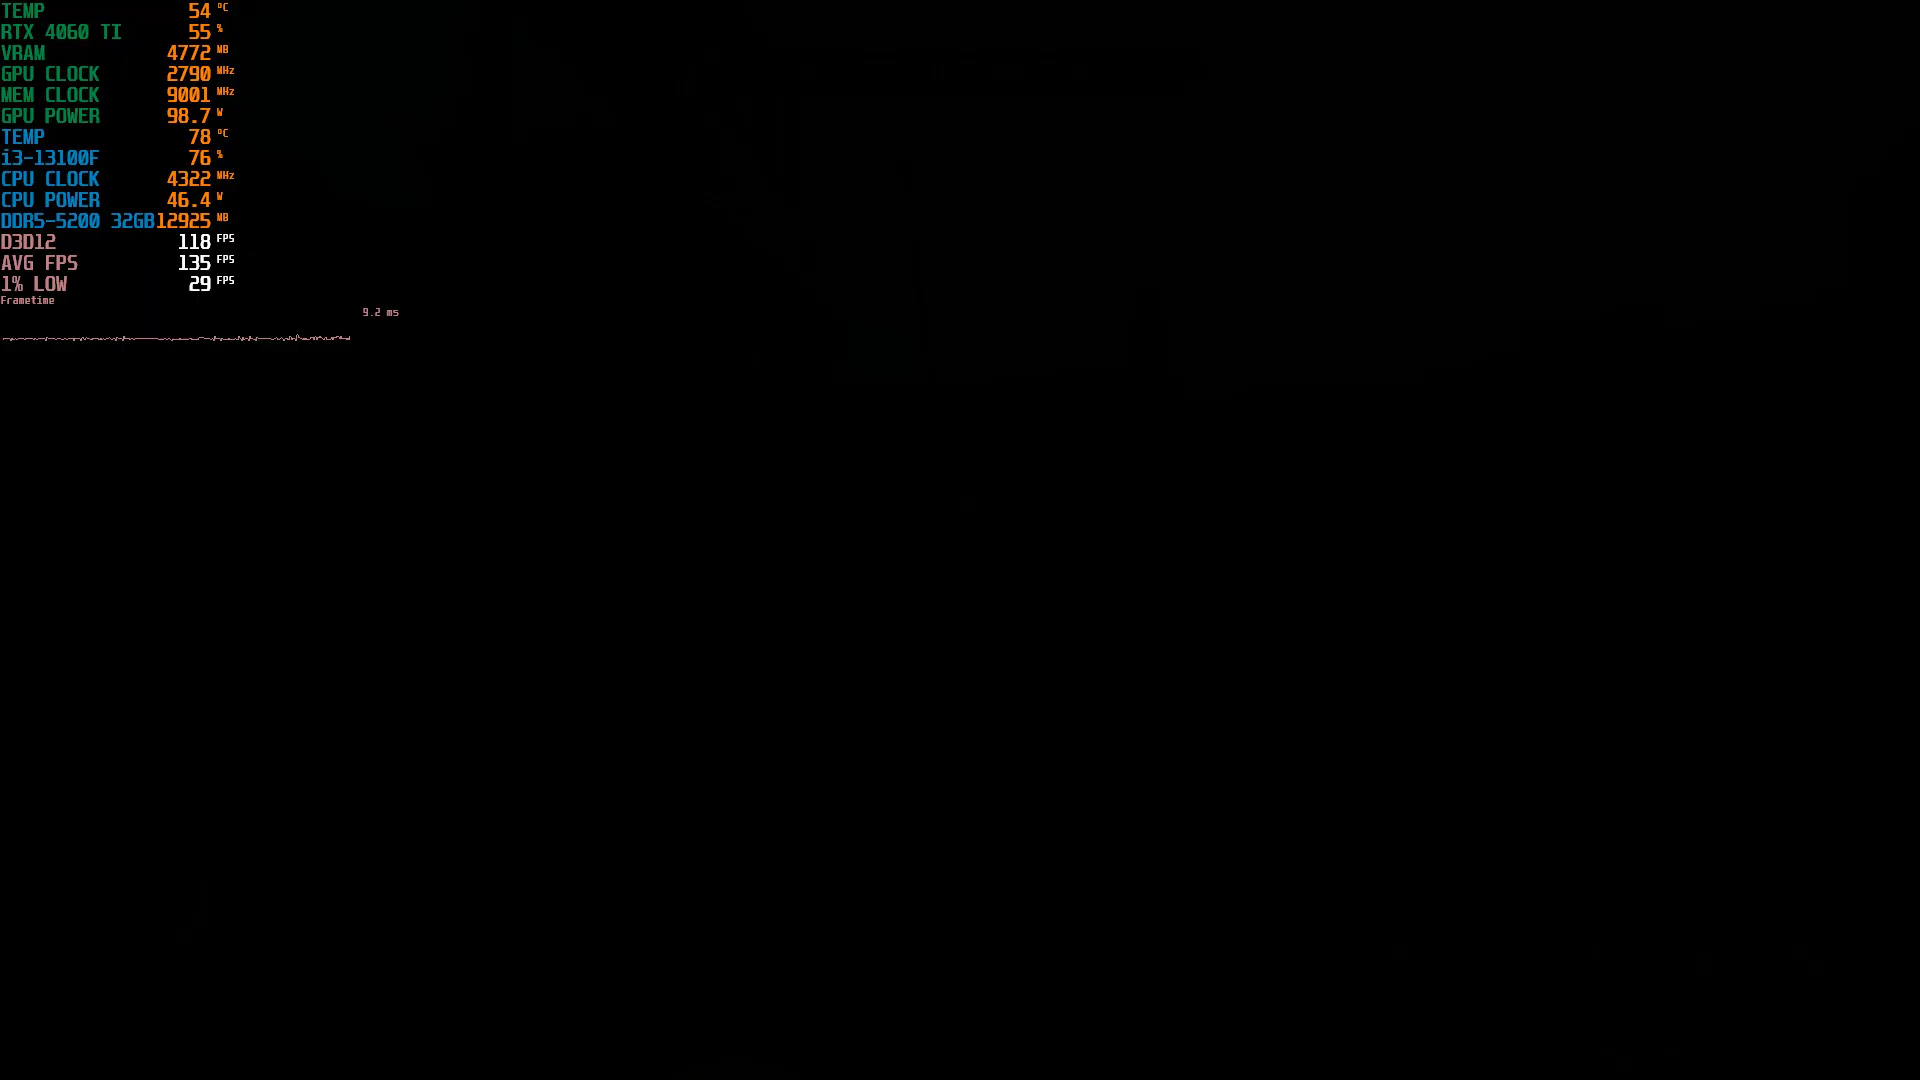 TEMP 54 °C
RTX 4060 TI 55 %
VRAM 4772 MB
GPU CLOCK 2790 MHz
MEM CLOCK 9001 MHz
GPU POWER 98.7 W
TEMP 78 °C
i3-13100F 76 %
CPU CLOCK 4322 MHz
CPU POWER 46.4 W
DDR5-5200 32GB 12925 MB
D3D12 118 FPS
AVG FPS 135 FPS
1% LOW 29 FPS
Frametime
9.2 ms